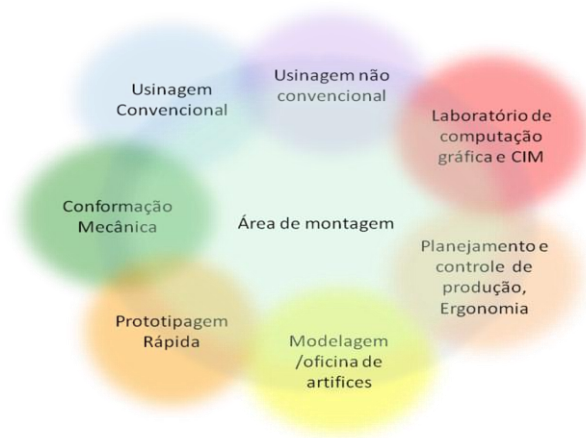 Usinagem
Convencional
Usinagem não
convencional
Laboratório de
computação
gráfica e CIM
Conformação
Mecânica
Área de montagem
Planejamento e
controle de
produção,
Ergonomia
Prototipagem
Rápida
Modelagem
/oficina de
artifices